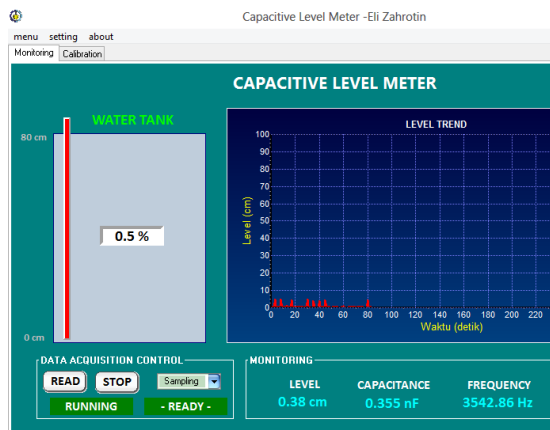 Capacitive Level Meter -Eli Zahrotin
menu setting about
Monitoring Calibration
CAPACITIVE LEVEL METER
WATER TANK
80 cm
0.5 %
0 cm
LEVEL TREND
Level (cm)
100
90
80
70
60
50
40
30
20
10
0
0 20 40 60 80 100 120 140 160 180 200 220
Waktu (detik)
DATA ACQUISITION CONTROL
READ STOP Sampling
RUNNING - READY -
MONITORING
LEVEL CAPACITANCE FREQUENCY
0.38 cm 0.355 nF 3542.86 Hz